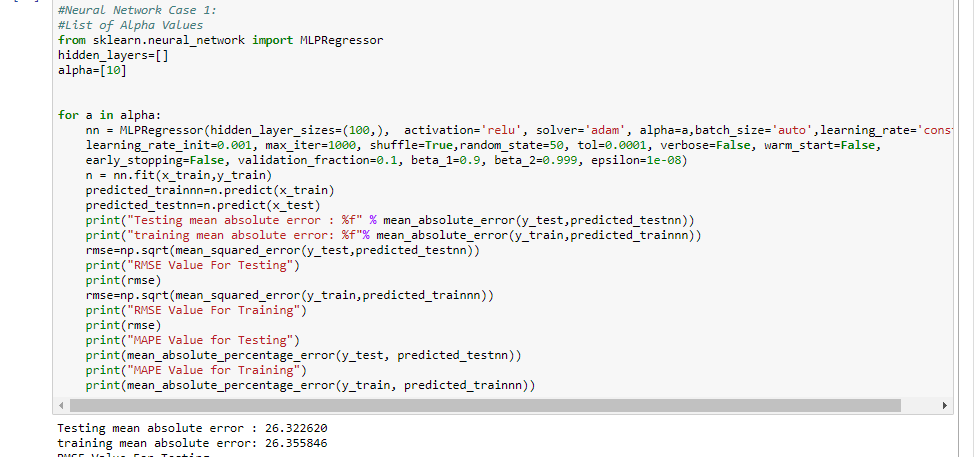 #Neural Network Case 1:
#List of Alpha Values
from sklearn.neural_network import MLPRegressor
hidden_layers=[]
alpha=[10]
for a in alpha:
nn = MLPRegressor(hidden_layer_sizes=(100,),  activation='relu', solver='adam', alpha=a,batch_size='auto',learning_rate='cons
learning_rate_init=0.001, max_iter=1000, shuffle=True,random_state=50, tol=0.0001, verbose=False, warm_start=False,
early_stopping=False, validation_fraction=0.1, beta_1=0.9, beta_2=0.999, epsilon=1e-08)
n = nn.fit(x_train,y_train)
predicted_trainnn=n.predict(x_train)
predicted_testnn=n.predict(x_test)
print("Testing mean absolute error : %f" % mean_absolute_error(y_test,predicted_testnn))
print("training mean absolute error: %f"% mean_absolute_error(y_train,predicted_trainnn))
rmse=np.sqrt(mean_squared_error(y_test,predicted_testnn))
print("RMSE Value For Testing")
print(rmse)
rmse=np.sqrt(mean_squared_error(y_train,predicted_trainnn))
print("RMSE Value For Training")
print(rmse)
print("MAPE Value for Testing")
print(mean_absolute_percentage_error(y_test, predicted_testnn))
print("MAPE Value for Training")
print(mean_absolute_percentage_error(y_train, predicted_trainnn))
Testing mean absolute error : 26.322620
training mean absolute error: 26.355846
RMSE Value For Testing